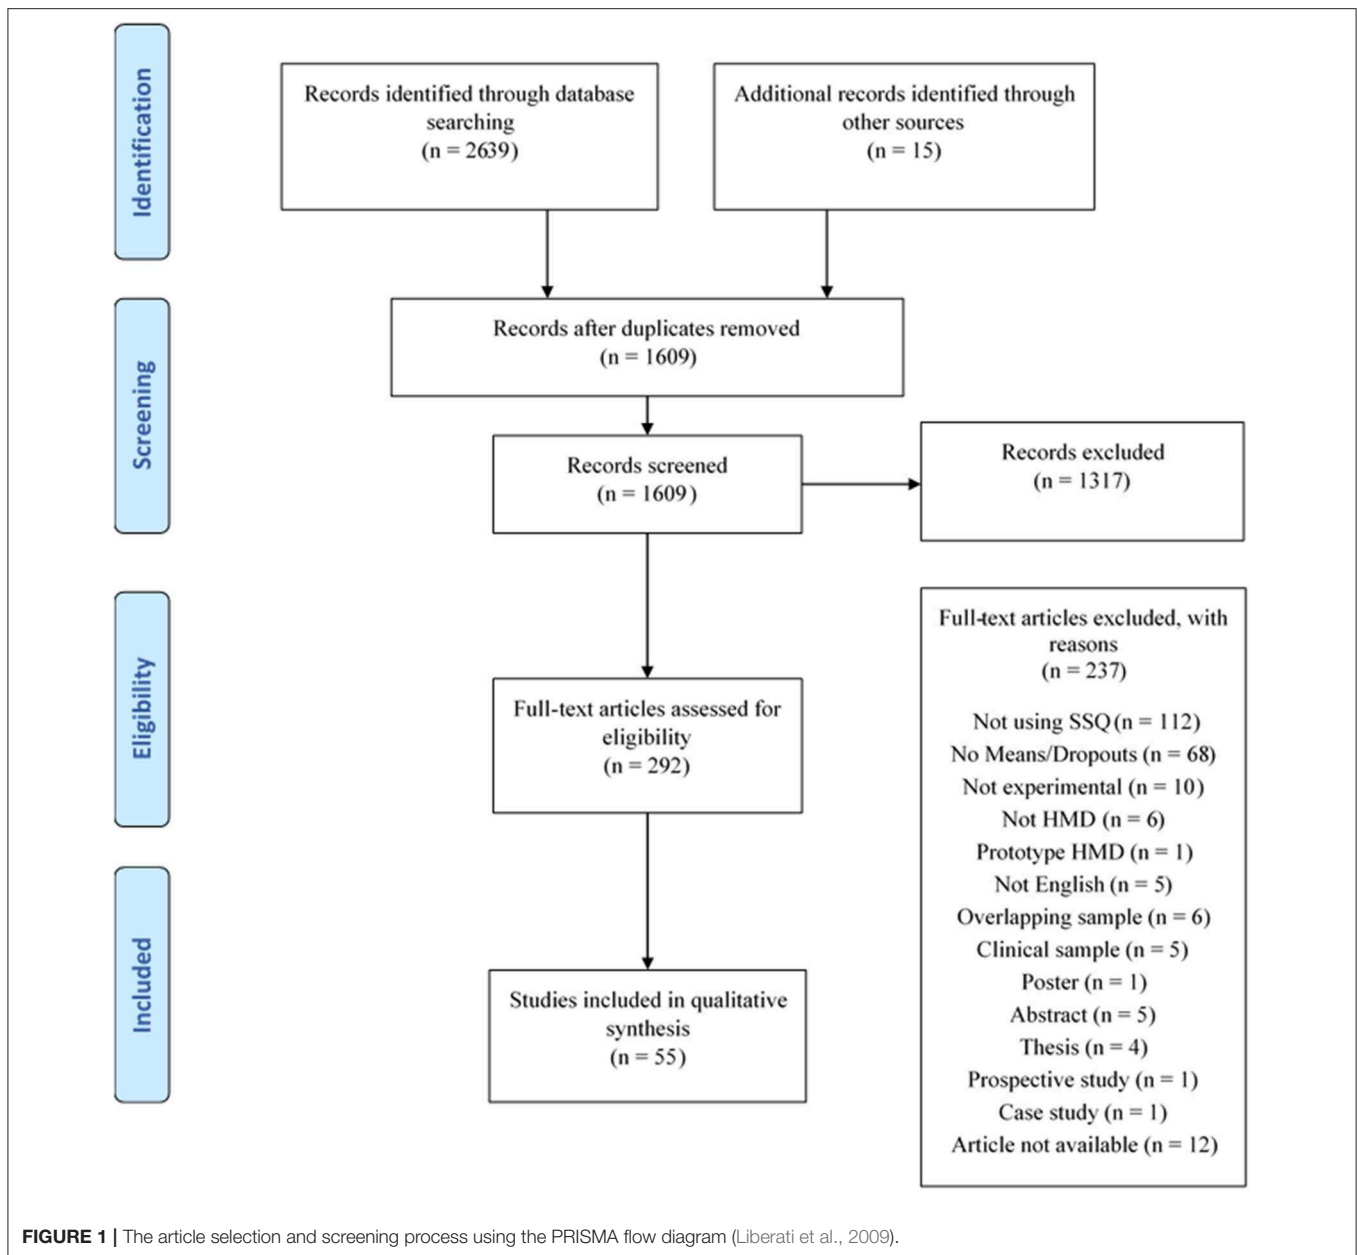 Identification
Records identified through database
searching
(n = 2639)
Additional records identified through
other sources
(n = 15)
Screening
Records after duplicates removed
(n = 1609)
Records screened
(n = 1609)
Records excluded
(n = 1317)
Eligibility
Full-text articles assessed for
eligibility
(n = 292)
Full-text articles excluded, with
reasons
(n = 237)
Not using SSQ (n = 112)
No Means/Dropouts (n = 68)
Not experimental (n = 10)
Not HMD (n = 6)
Prototype HMD (n = 1)
Not English (n = 5)
Overlapping sample (n = 6)
Clinical sample (n = 5)
Poster (n = 1)
Abstract (n = 5)
Thesis (n = 4)
Prospective study (n = 1)
Case study (n = 1)
Article not available (n = 12)
Included
Studies included in qualitative
synthesis
(n = 55)
FIGURE 1 | The article selection and screening process using the PRISMA flow diagram (Liberati et al., 2009).